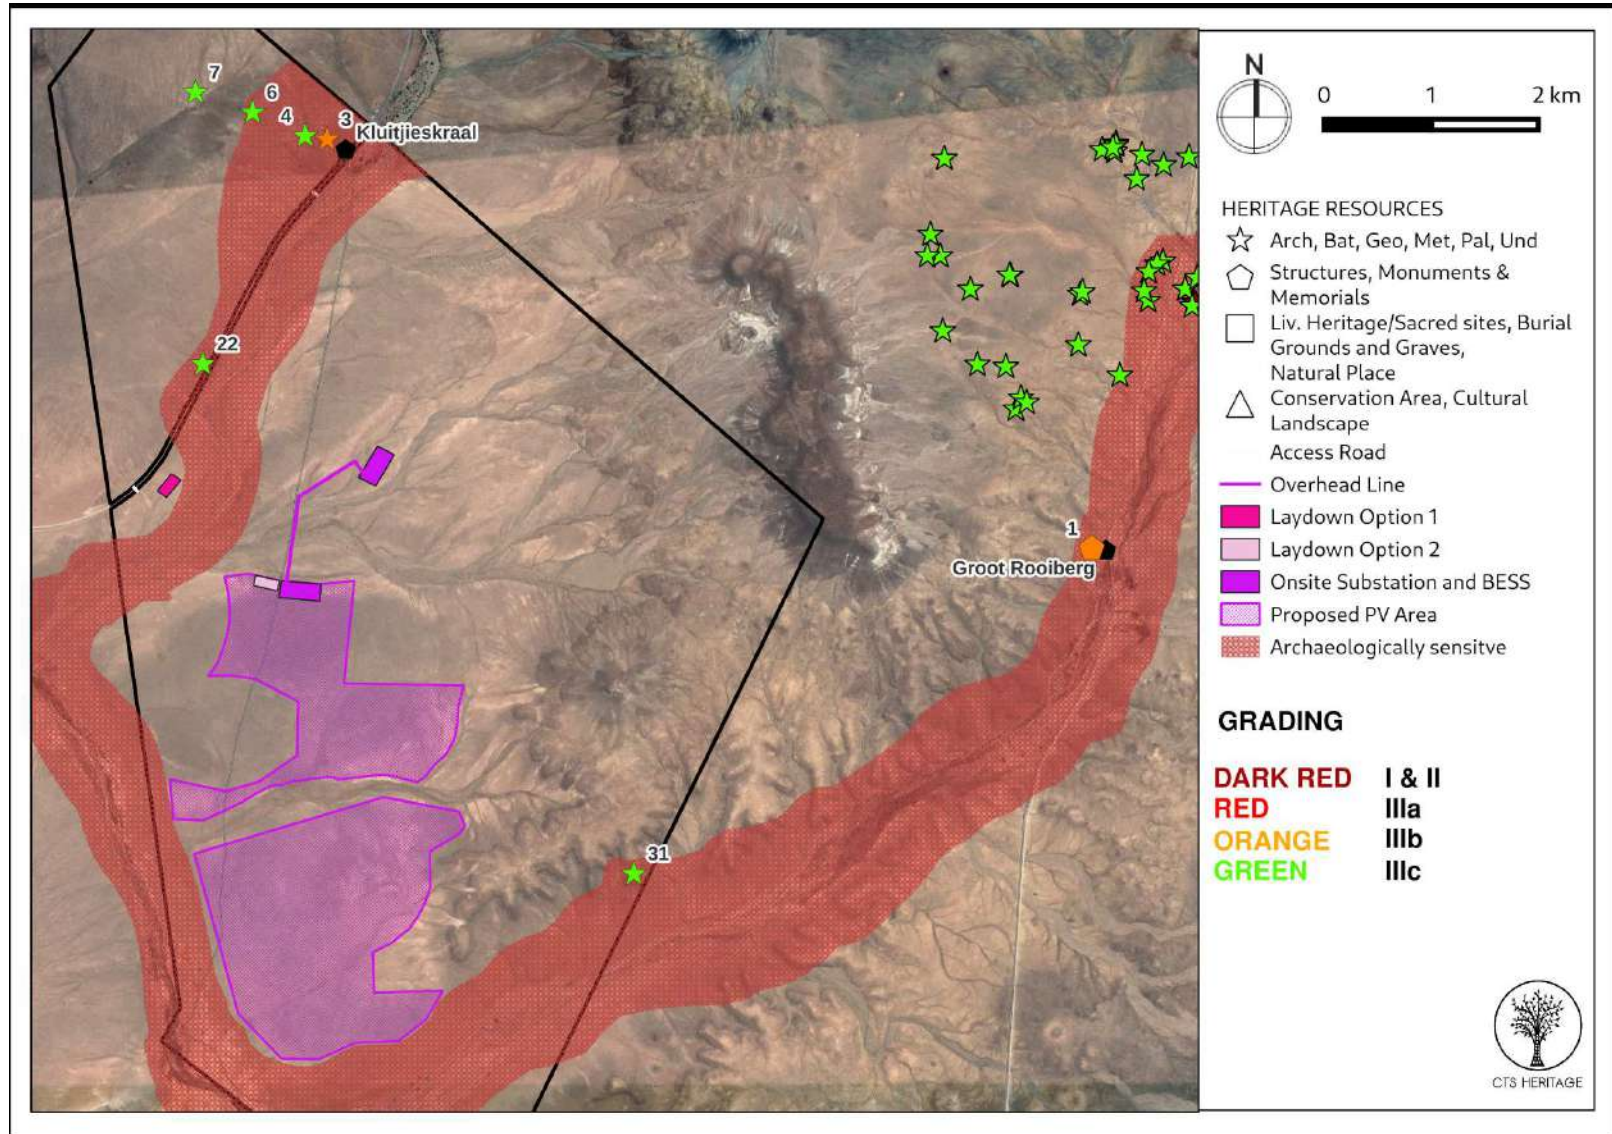 7
6
4
3
Kluitjieskraal
22
1
Groot Rooiberg
31
N
0 1 2 km
HERITAGE RESOURCES
Arch, Bat, Geo, Met, Pal, Und
Structures, Monuments &
Memorials
Liv. Heritage/Sacred sites, Burial
Grounds and Graves,
Natural Place
Conservation Area, Cultural
Landscape
Access Road
Overhead Line
Laydown Option 1
Laydown Option 2
Onsite Substation and BESS
Proposed PV Area
Archaeologically sensitve
GRADING
DARK RED I & II
RED IIIa
ORANGE IIIb
GREEN IIIc
CTS HERITAGE